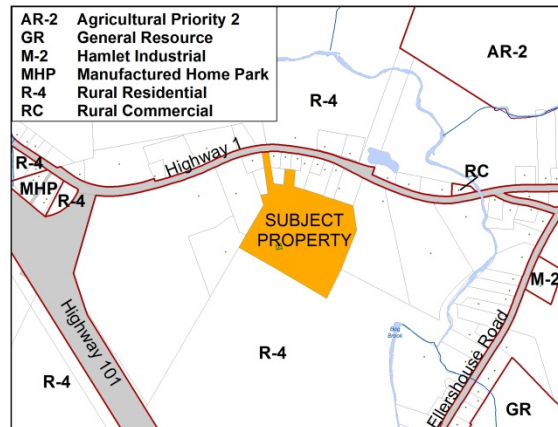 AR-2 Agricultural Priority 2
GR General Resource
M-2 Hamlet Industrial
MHP Manufactured Home Park
R-4 Rural Residential
RC Rural Commercial
AR-2
R-4
Highway 1
R-4
RC
MHP
R-4
SUBJECT
PROPERTY
M-2
Highway 101
Bog
Brook
Ellershouse Road
R-4
R-4
GR